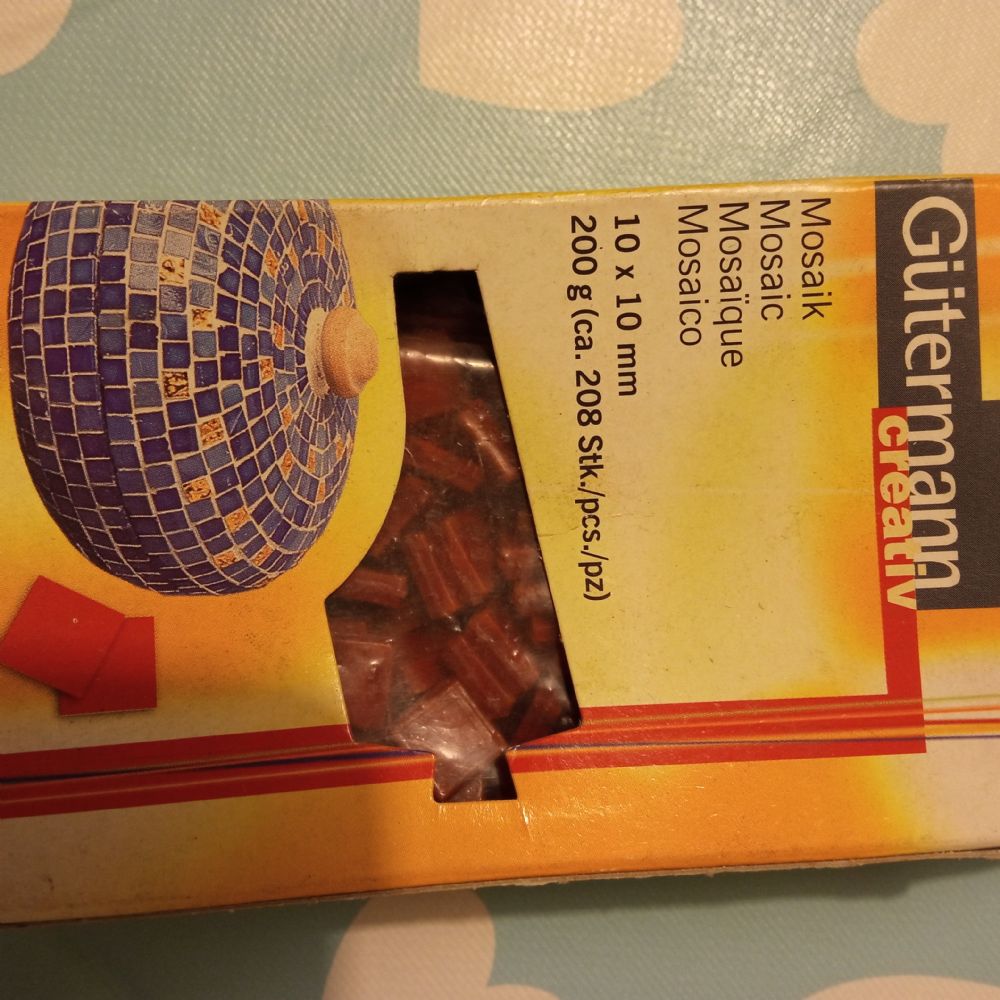 Gütermann
creativ
Mosaik
Mosaic
Mosaïque
Mosaico
10 x 10 mm
200 g (ca. 208 Stk./pcs./pz)